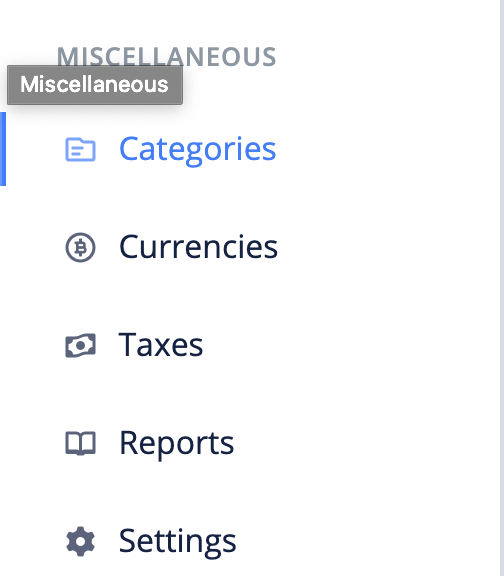 MISCELLANEOUS
Miscellaneous
Categories
Currencies
Taxes
Reports
Settings